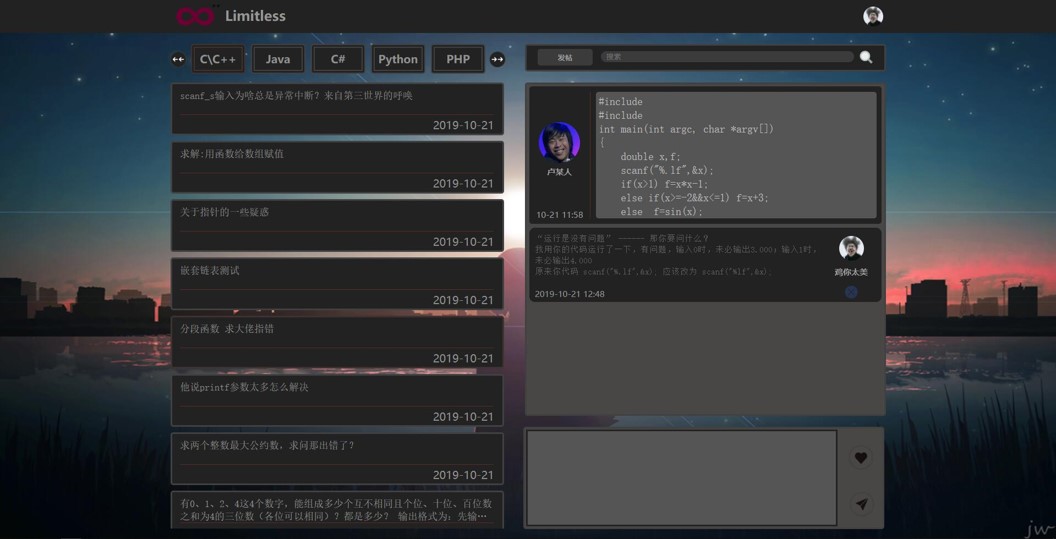 Limitless
C\C++
Java
C#
Python
PHP
scanf_s输入为啥总是异常中断? 来自第三世界的呼唤
2019-10-21
求解:用函数给数组赋值
2019-10-21
关于指针的一些疑惑
2019-10-21
嵌套链表测试
2019-10-21
分段函数 求大佬指错
2019-10-21
他说printf参数太多怎么解决
2019-10-21
求两个整数最大公约数，求问那出错了?
2019-10-21
有0、1、2、4这4个数字，能组成多少个互不相同且个位、十位、百位数
之和为4的三位数（各位可以相同）? 都是多少? 输出格式为：先输…
发帖
搜索
卢某人
10-21 11:58
#include
#include
int main(int argc, char *argv[])
{
double x,f;
scanf("%.lf",&x);
if(x>1) f=x*x-1;
else if(x>=-2&&x<=1) f=x+3;
else f=sin(x);
“运行是没有问题” ------ 那你要问什么?
我用你的代码运行了一下，有问题，输入0时，未必输出3.000；输入1时，
未必输出4.000
原来你代码 scanf("%.lf",&x); 应该改为 scanf("%lf",&x);
鸡你太美
2019-10-21 12:48
jw